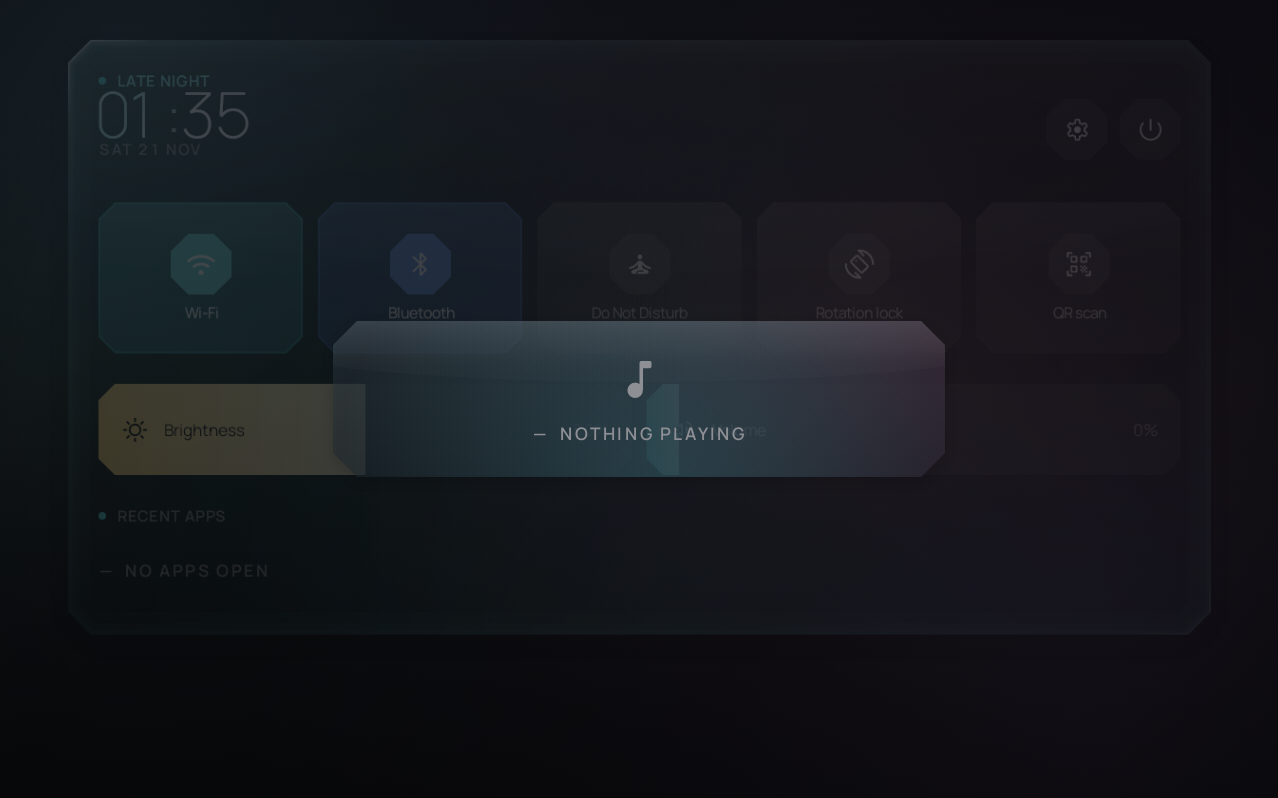 LATE NIGHT
01 :35
SAT 21 NOV
Wi-Fi
Bluetooth
Do Not Disturb
Rotation lock
QR scan
Brightness
0%
— NOTHING PLAYING
RECENT APPS
— NO APPS OPEN